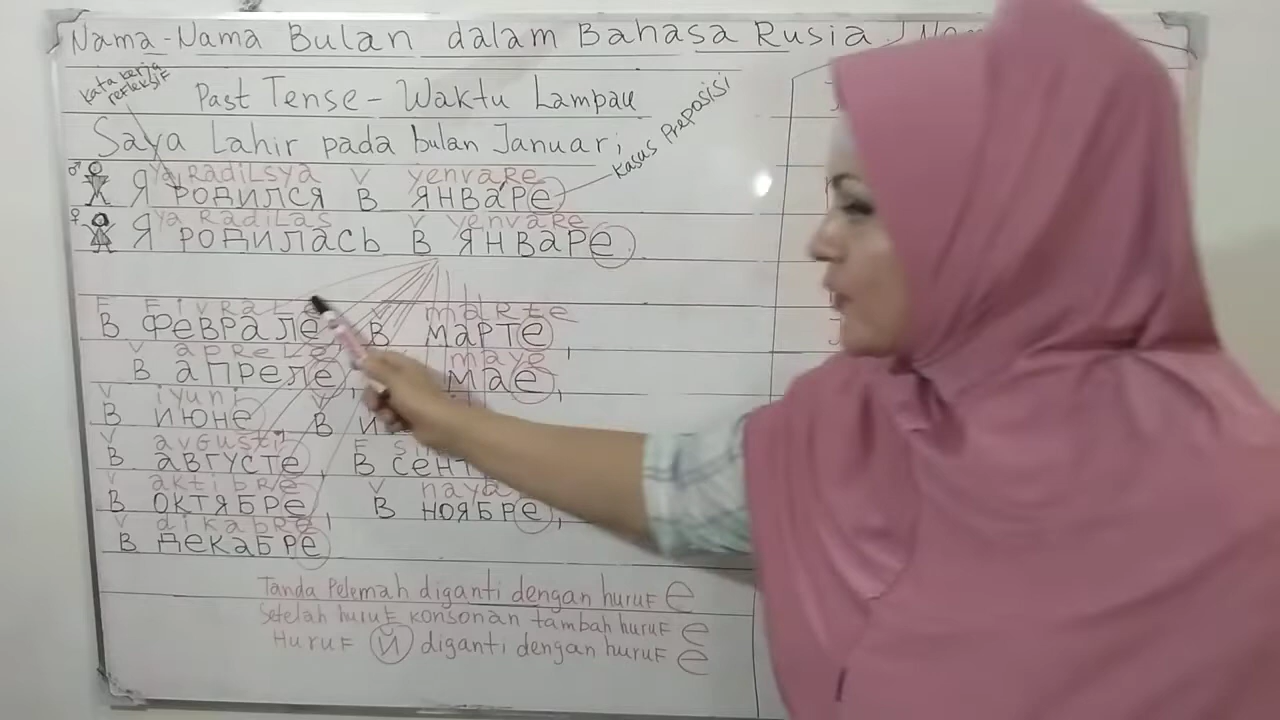 Nama-Nama Bulan dalam Bahasa Rusia
kata kerja refleksif
Past Tense - Waktu Lampau
Saya Lahir pada bulan Januari;
Kasus Preposisi
Ya RadiLsya v yenvaRe
♂ Я РОДИЛСЯ В ЯНВАРе
Ya RadiLas v yenvaRe
♀ Я РОДИЛАСЬ В ЯНВАРе
F FivRaLe v maRte
В ФеВРаЛе, В МаРТе,
v apReLe maye
В аПРеЛе, Мае,
v iyuni v
В ИЮНе В И
v avGusti F
В аВГУСТе, В СеНТ
v aktibRe v naya
В ОКТЯБРе, В НОЯБРе,
v dikabRe
В ДеКаБРе
Tanda Pelemah diganti dengan huruf e
Setelah huruf konsonan tambah huruf e
Huruf й diganti dengan huruf e